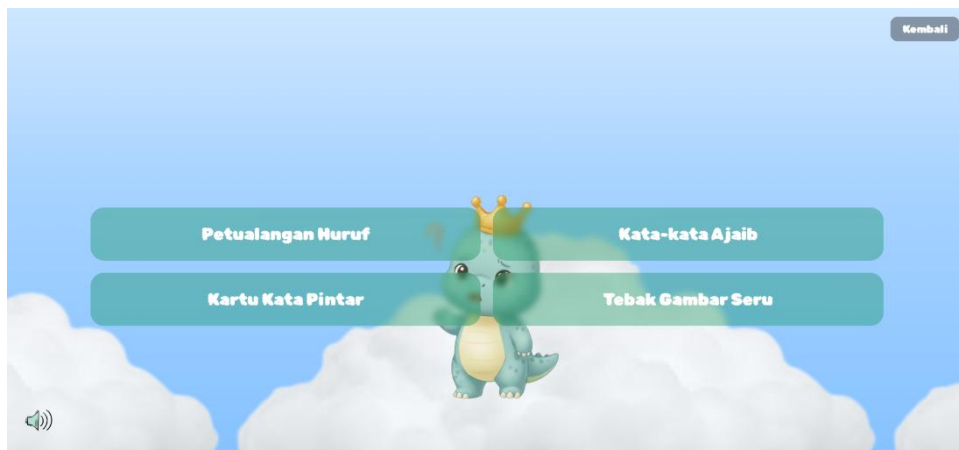 Kembali
Petualangan Huruf
Kata-kata Ajaib
Kartu Kata Pintar
Tebak Gambar Seru